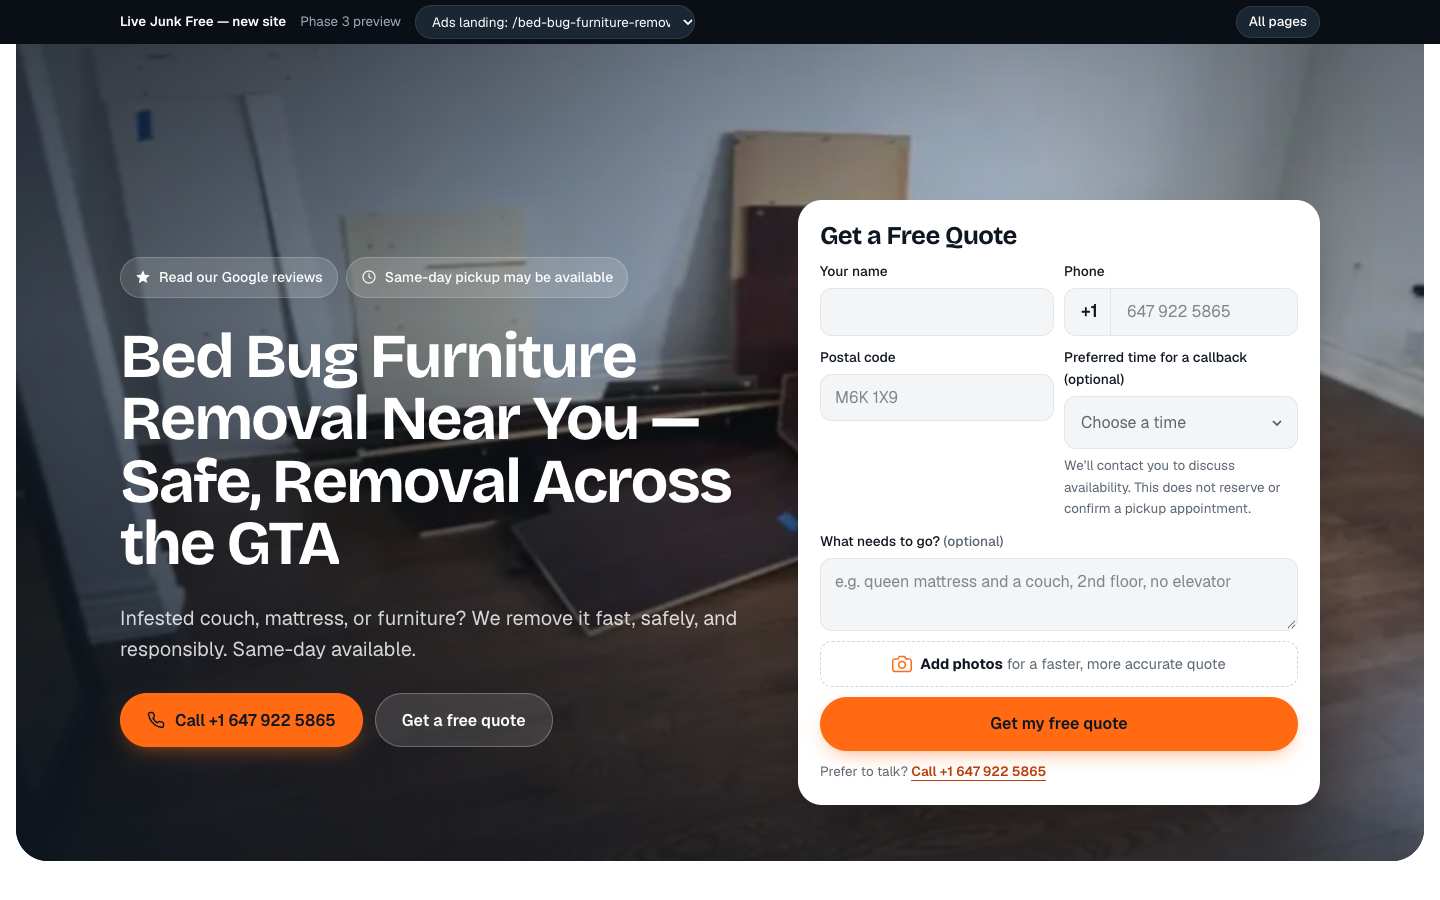 Live Junk Free — new site
Phase 3 preview
Ads landing: /bed-bug-furniture-remov
All pages
Read our Google reviews
Same-day pickup may be available
Bed Bug Furniture
Removal Near You —
Safe, Removal Across
the GTA
Infested couch, mattress, or furniture? We remove it fast, safely, and
responsibly. Same-day available.
Call +1 647 922 5865
Get a free quote
Get a Free Quote
Your name
Phone
+1
647 922 5865
Postal code
M6K 1X9
Preferred time for a callback
(optional)
Choose a time
We'll contact you to discuss
availability. This does not reserve or
confirm a pickup appointment.
What needs to go? (optional)
e.g. queen mattress and a couch, 2nd floor, no elevator
Add photos for a faster, more accurate quote
Get my free quote
Prefer to talk? Call +1 647 922 5865